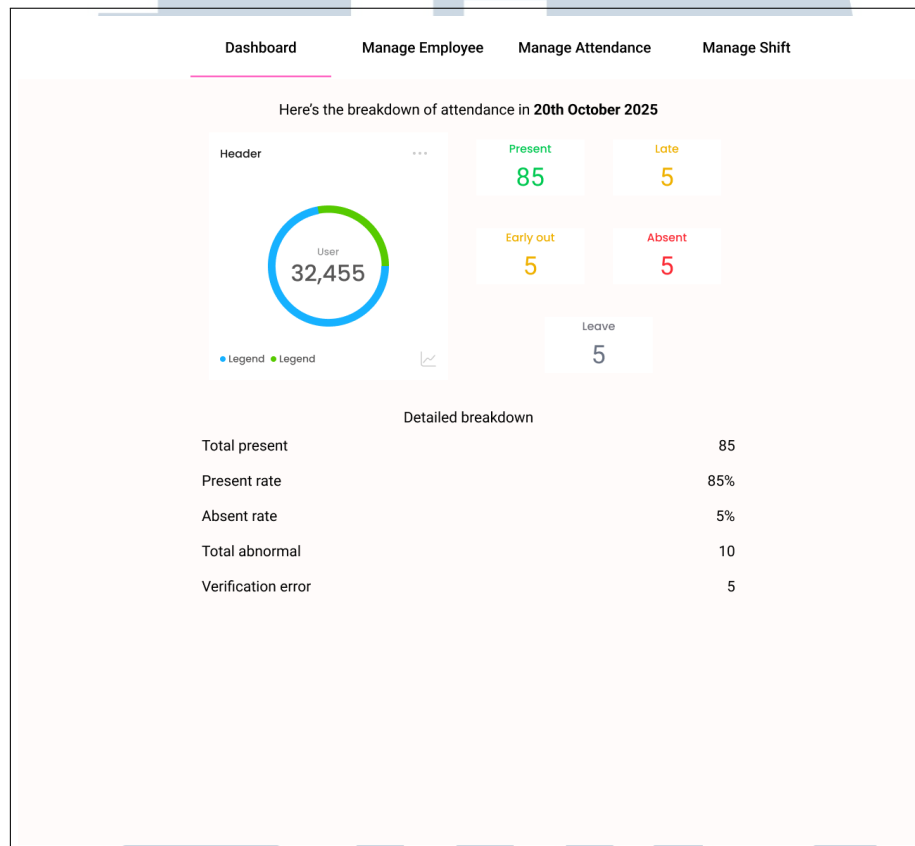 Dashboard Manage Employee Manage Attendance Manage Shift
Here's the breakdown of attendance in 20th October 2025
Header
User
32,455
Legend Legend
Present
85
Late
5
Early out
5
Absent
5
Leave
5
Detailed breakdown
Total present 85
Present rate 85%
Absent rate 5%
Total abnormal 10
Verification error 5